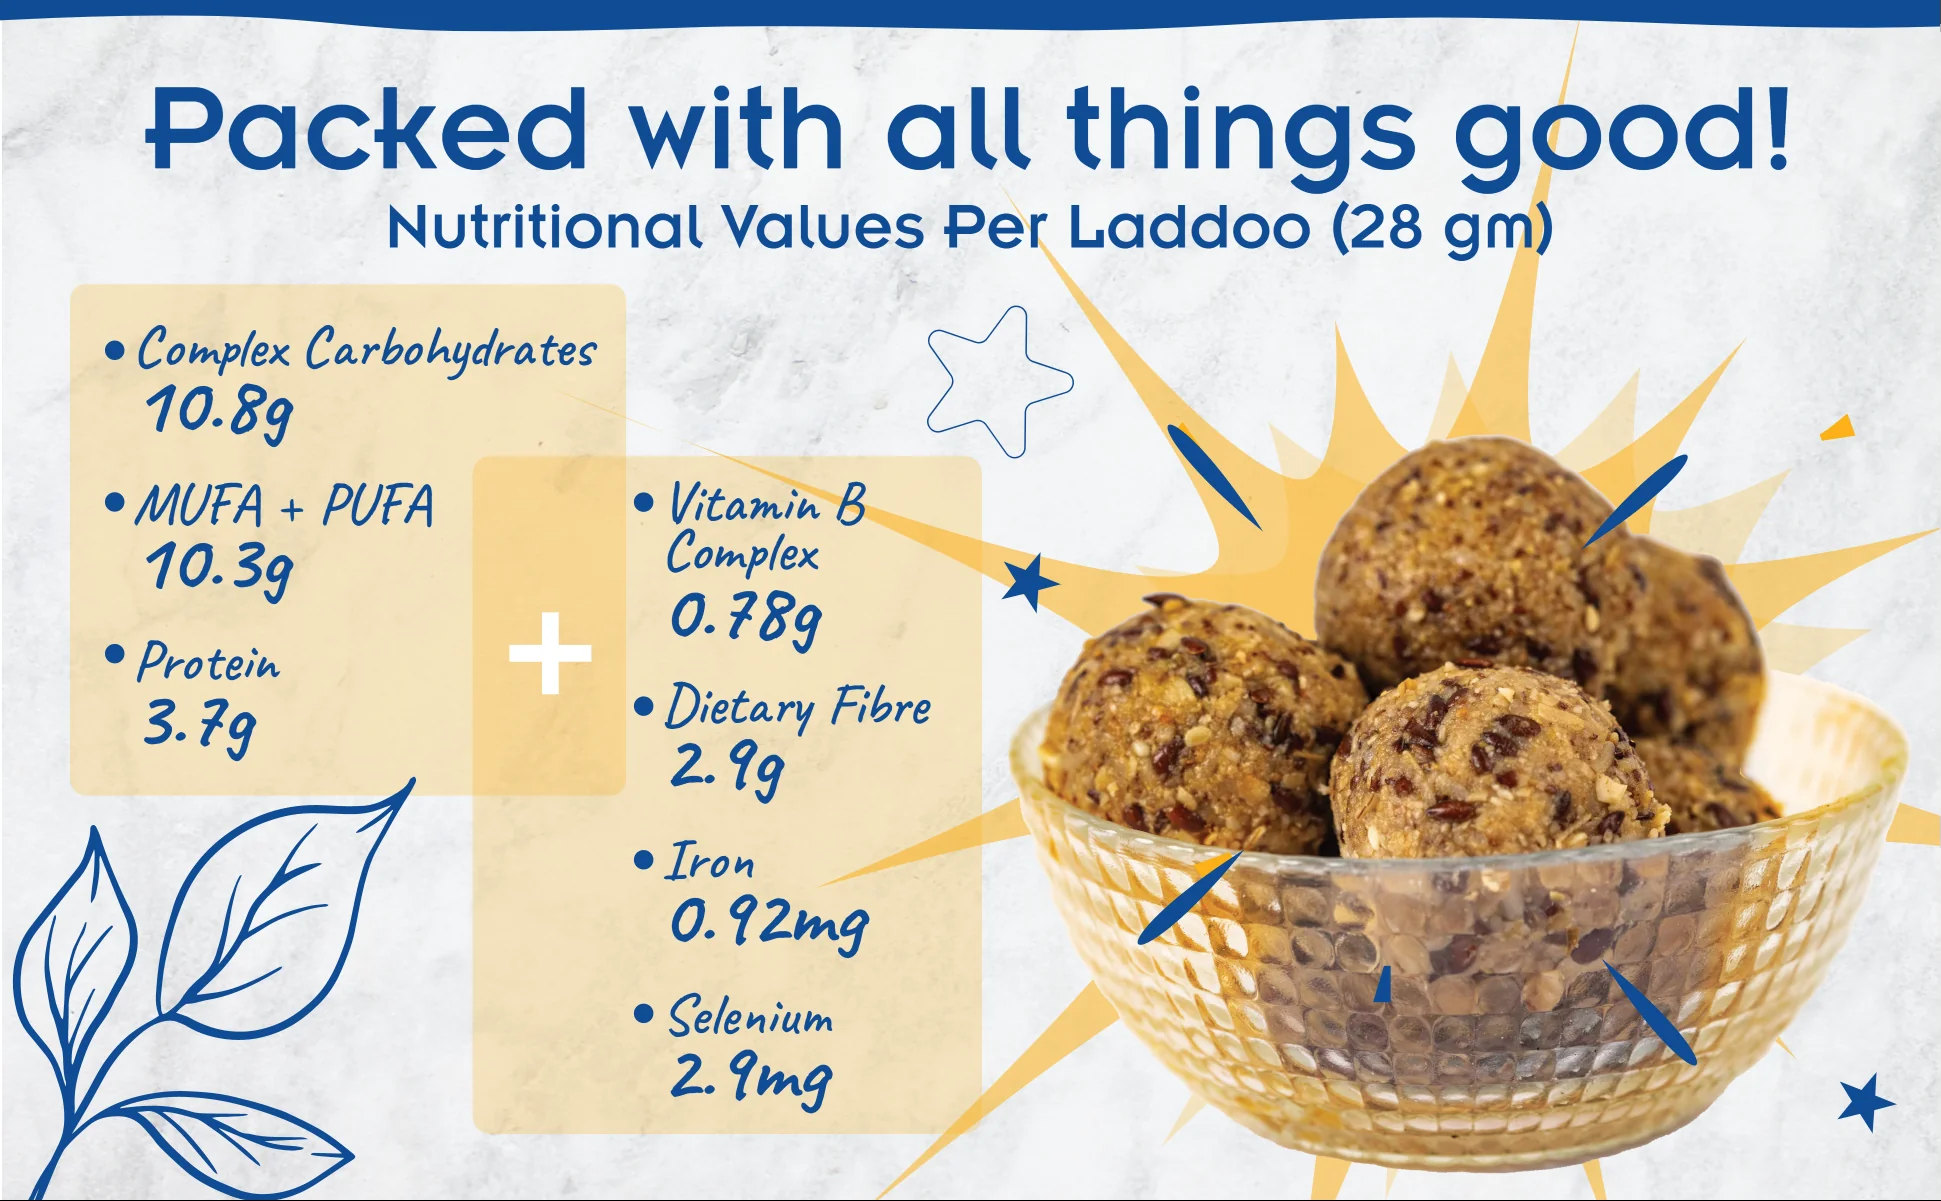 Packed with all things good!
Nutritional Values Per Laddoo (28 gm)
• Complex Carbohydrates
10.8g
• MUFA + PUFA
10.3g
• Protein
3.7g
+
• Vitamin B
Complex
0.78g
• Dietary Fibre
2.9g
• Iron
0.92mg
• Selenium
2.9mg